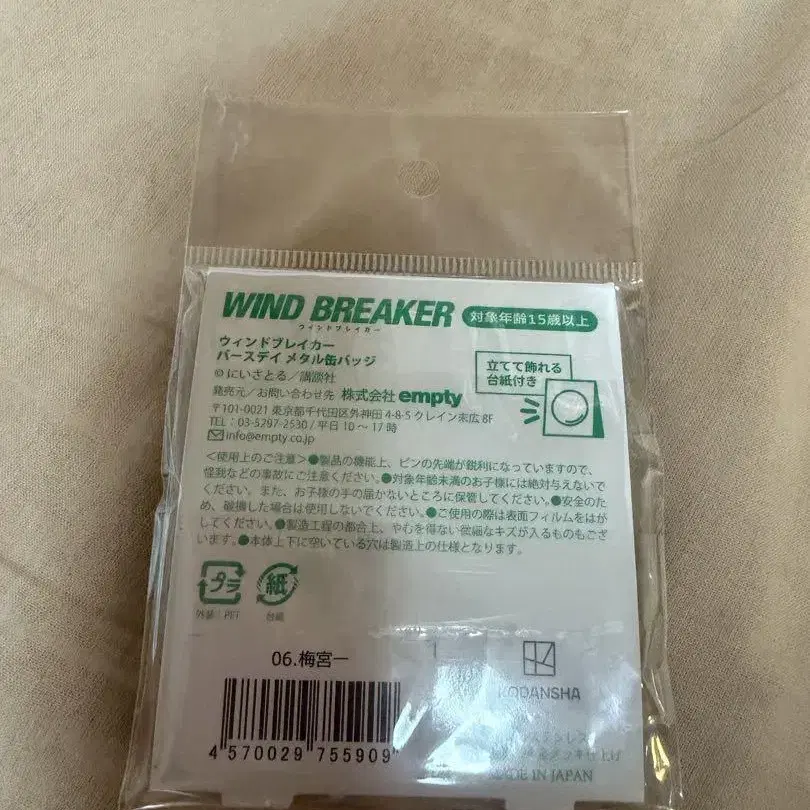 WIND BREAKER 対象年齢15歳以上
ウィンドブレイカー
ウィンドブレイカー
バースデイ メタル缶バッジ
© にいさとる／講談社
立てて飾れる
台紙付き
発売元／お問い合わせ先 株式会社 empty
〒101-0021 東京都千代田区外神田 4-8-5 クレイン末広 8F
TEL：03-5297-2530 / 平日 10～17時
info@empty.co.jp
＜使用上のご注意＞●製品の機能上、ピンの先端が鋭利になっていますので、
怪我などの事故にご注意ください。●対象年齢未満のお子様には絶対与えないで
ください。また、お子様の手の届かないところに保管してください。●安全のた
め、破損した場合は使用しないでください。●ご使用の際は表面フィルムをはが
してください。●製造工程の都合上、やむを得ない微細なキズが入るものもござ
います。●本体上下に空いている穴は製造上の仕様となります。
プラ 紙
外装：PET 台紙
06.梅宮一
KODANSHA
4 570029 755909
ステンレス
メッキ仕上げ
MADE IN JAPAN